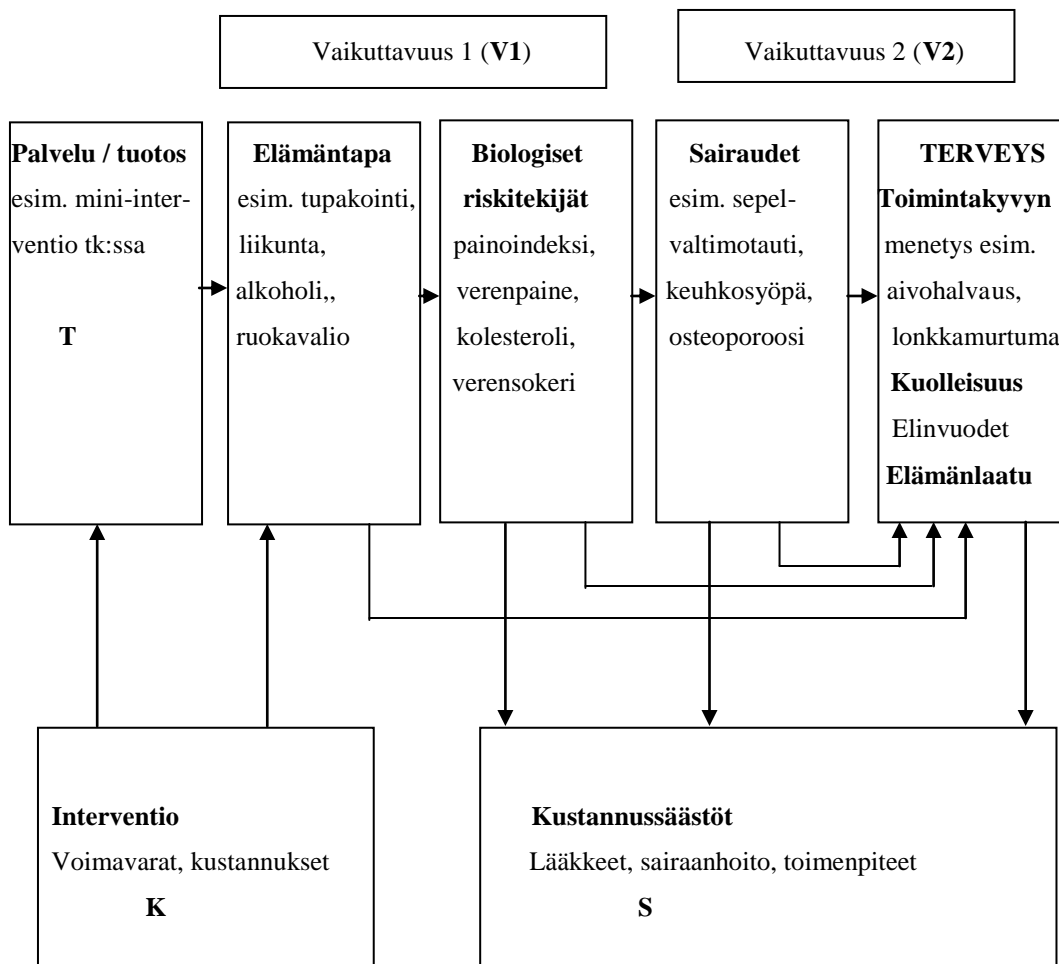 Vaikuttavuus 1 (V1)
Vaikuttavuus 2 (V2)
Palvelu / tuotos
esim. mini-inter-
ventio tk:ssa
T
Elämäntapa
esim. tupakointi,
liikunta,
alkoholi,,
ruokavalio
Biologiset
riskitekijät
painoindeksi,
verenpaine,
kolesteroli,
verensokeri
Sairaudet
esim. sepel-
valtimotauti,
keuhkosyöpä,
osteoporoosi
TERVEYS
Toimintakyvyn
menetys esim.
aivohalvaus,
lonkkamurtuma
Kuolleisuus
Elinvuodet
Elämänlaatu
Interventio
Voimavarat, kustannukset
K
Kustannussäästöt
Lääkkeet, sairaanhoito, toimenpiteet
S